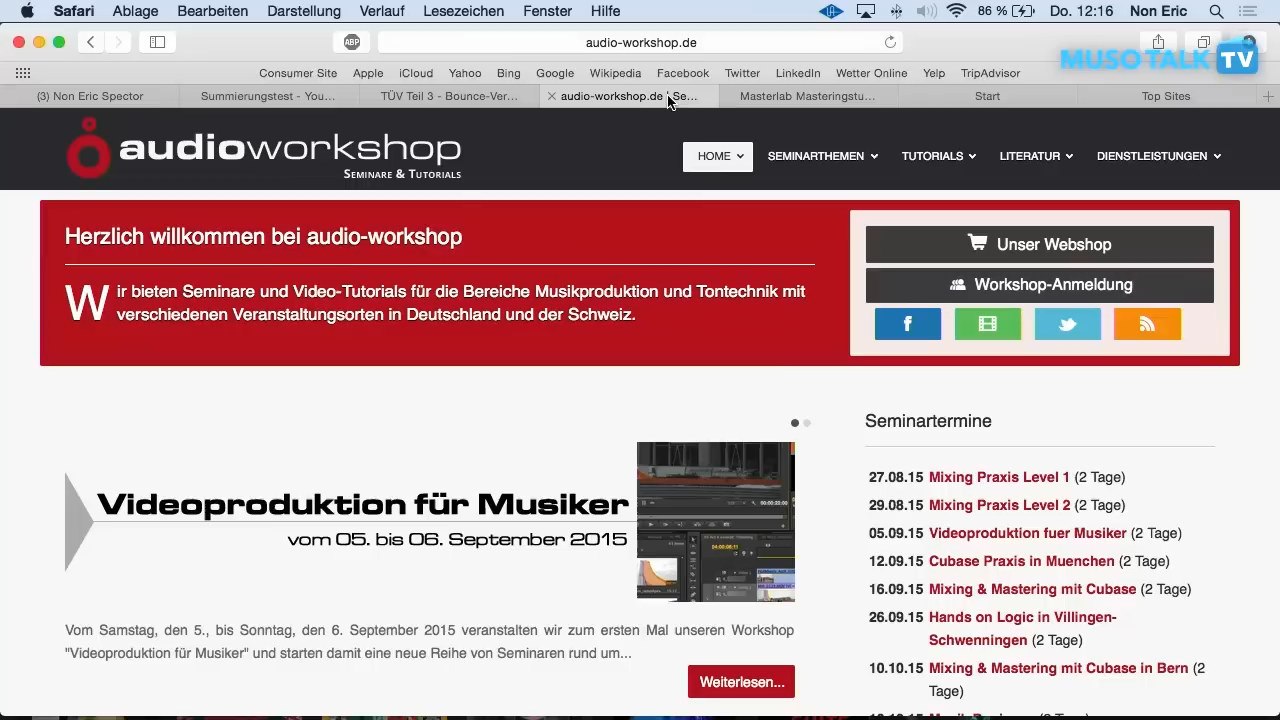 Safari Ablage Bearbeiten Darstellung Verlauf Lesezeichen Fenster Hilfe 86 % Do. 12:16 Non Eric
ABP audio-workshop.de
MUSOTALK TV
Consumer Site Apple iCloud Yahoo Bing Google Wikipedia Facebook Twitter LinkedIn Wetter Online Yelp TripAdvisor
(3) Non Eric Spector Summierungstest - You... TÜV Teil 3 - Bounce-Ver... audio-workshop.de | Se... Masterlab Masteringstu... Start Top Sites
audioworkshop
Seminare & Tutorials
HOME SEMINARTHEMEN TUTORIALS LITERATUR DIENSTLEISTUNGEN
Herzlich willkommen bei audio-workshop
Wir bieten Seminare und Video-Tutorials für die Bereiche Musikproduktion und Tontechnik mit
verschiedenen Veranstaltungsorten in Deutschland und der Schweiz.
Unser Webshop
Workshop-Anmeldung
Videoproduktion für Musiker
vom 05. bis 06. September 2015
Vom Samstag, den 5., bis Sonntag, den 6. September 2015 veranstalten wir zum ersten Mal unseren Workshop
"Videoproduktion für Musiker" und starten damit eine neue Reihe von Seminaren rund um...
Weiterlesen...
Seminartermine
27.08.15 Mixing Praxis Level 1 (2 Tage)
29.08.15 Mixing Praxis Level 2 (2 Tage)
05.09.15 Videoproduktion fuer Musiker (2 Tage)
12.09.15 Cubase Praxis in Muenchen (2 Tage)
16.09.15 Mixing & Mastering mit Cubase (2 Tage)
26.09.15 Hands on Logic in Villingen-
Schwenningen (2 Tage)
10.10.15 Mixing & Mastering mit Cubase in Bern (2
Tage)